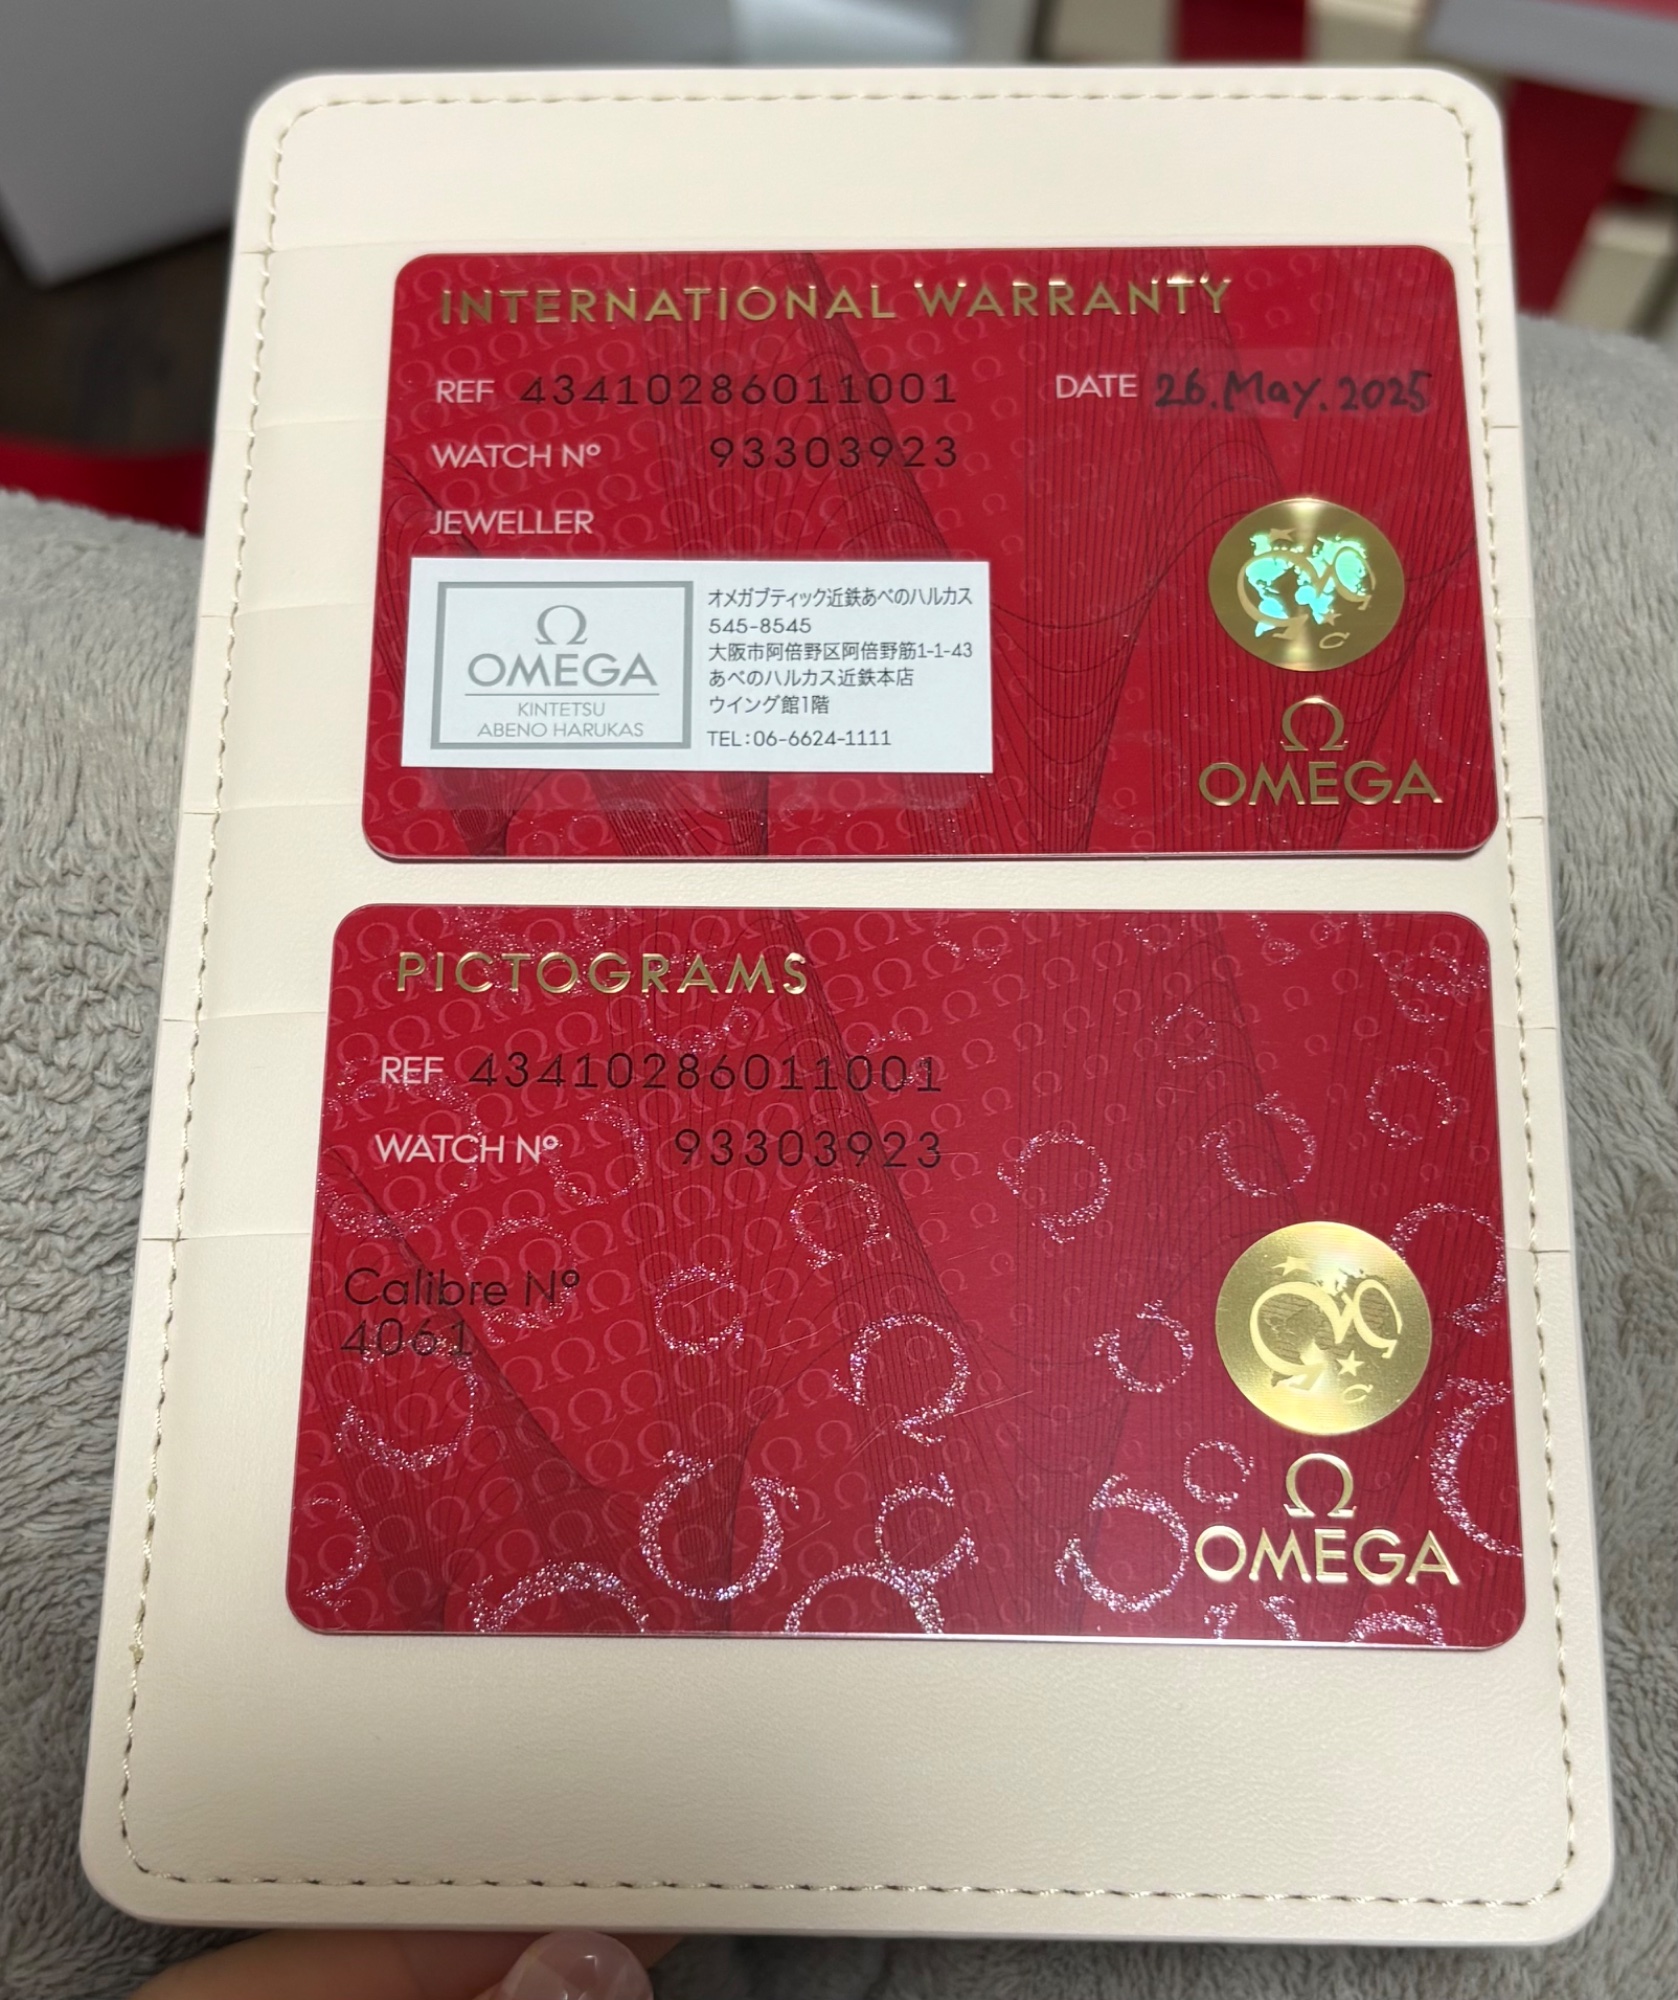 INTERNATIONAL WARRANTY
REF 43410286011001
DATE 26.May.2025
WATCH Nº 93303923
JEWELLER
Ω
OMEGA
KINTETSU
ABENO HARUKAS
オメガブティック近鉄あべのハルカス
545-8545
大阪市阿倍野区阿倍野筋1-1-43
あべのハルカス近鉄本店
ウイング館1階
TEL:06-6624-1111
Ω
OMEGA
PICTOGRAMS
REF 43410286011001
WATCH Nº 93303923
Calibre Nº
4061
Ω
OMEGA